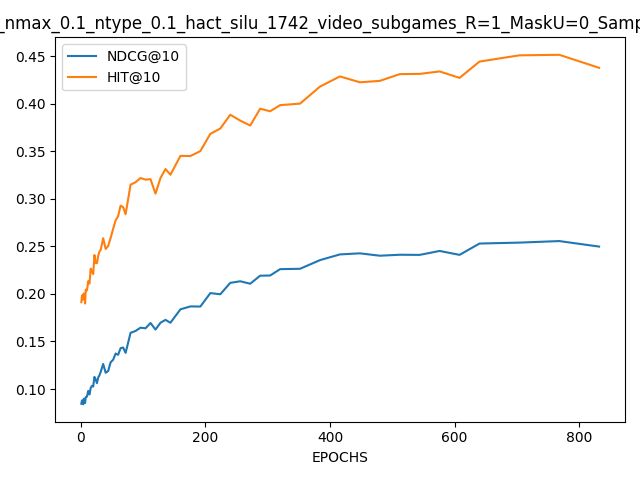 _nmax_0.1_ntype_0.1_hact_silu_1742_video_subgames_R=1_MaskU=0_Samp
NDCG@10
HIT@10
0.45
0.40
0.35
0.30
0.25
0.20
0.15
0.10
0 200 400 600 800
EPOCHS